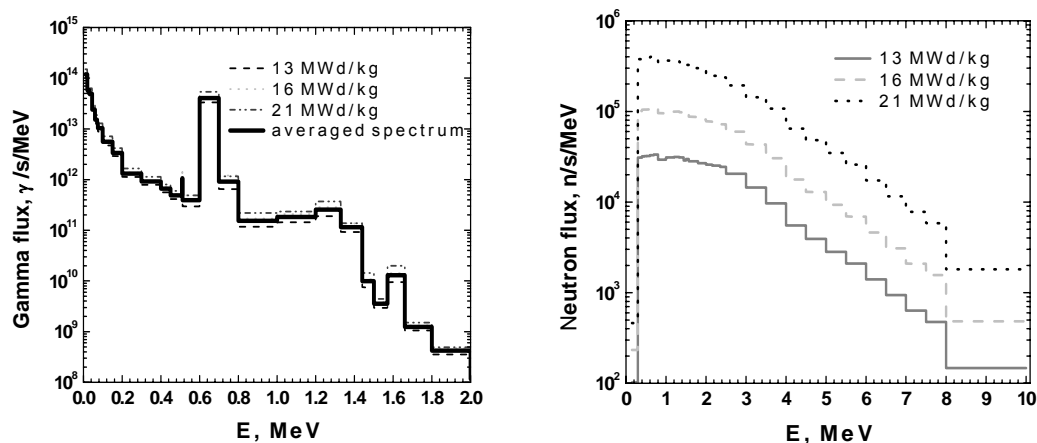 10^15
10^14
10^13
10^12
10^11
10^10
10^9
10^8
Gamma flux, γ/s/MeV
13 MWd/kg
16 MWd/kg
21 MWd/kg
averaged spectrum
0.0 0.2 0.4 0.6 0.8 1.0 1.2 1.4 1.6 1.8 2.0
E, MeV
10^6
10^5
10^4
10^3
10^2
Neutron flux, n/s/MeV
13 MWd/kg
16 MWd/kg
21 MWd/kg
0 1 2 3 4 5 6 7 8 9 10
E, MeV